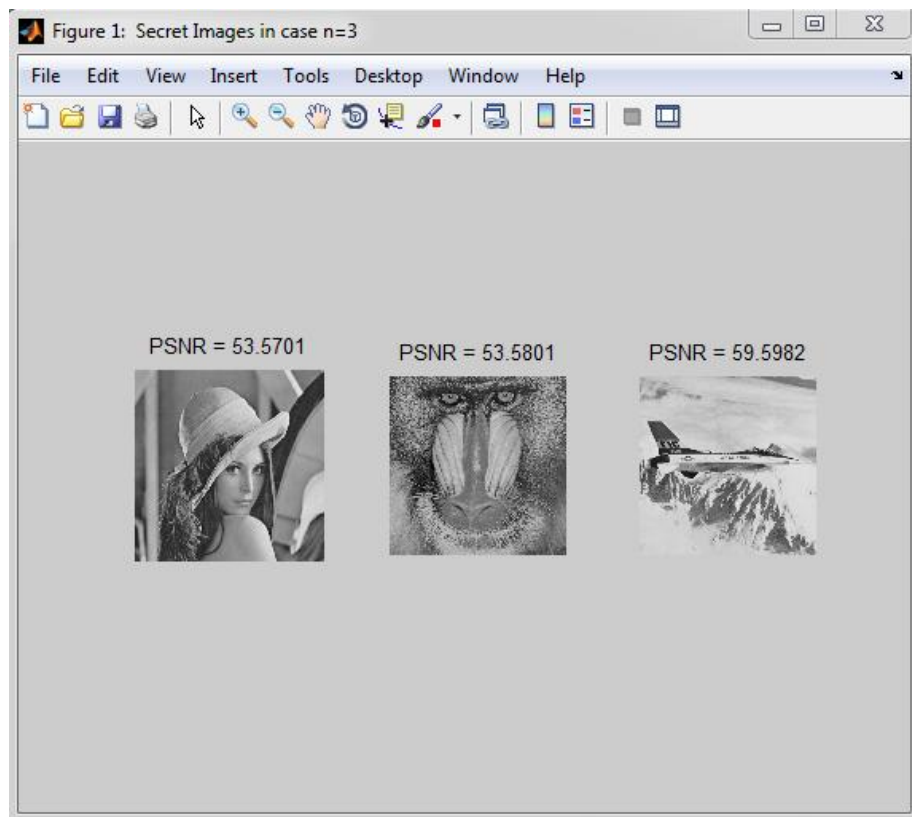 Figure 1: Secret Images in case n=3
File Edit View Insert Tools Desktop Window Help
PSNR = 53.5701
PSNR = 53.5801
PSNR = 59.5982